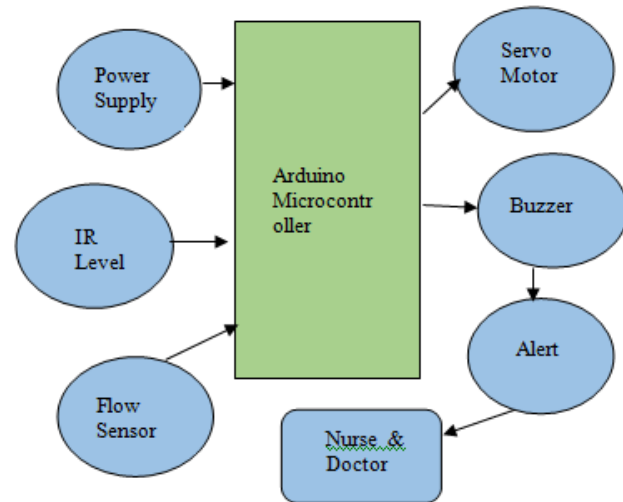 Power
Supply
IR
Level
Flow
Sensor
Arduino
Microcontr
oller
Servo
Motor
Buzzer
Alert
Nurse &
Doctor